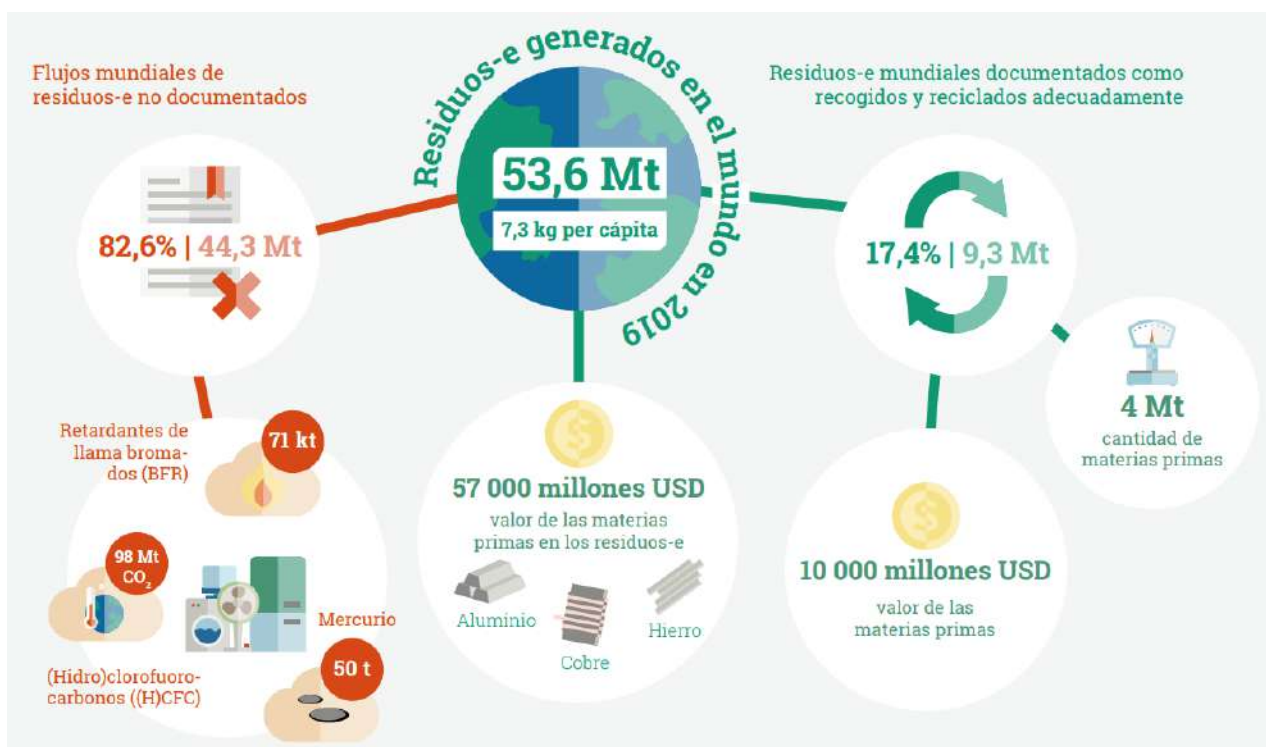 Flujos mundiales de
residuos-e no documentados
82,6% | 44,3 Mt
Retardantes de
llama broma-
dos (BFR)
71 kt
98 Mt
CO₂
(Hidro)clorofuoro-
carbonos ((H)CFC)
Mercurio
50 t
Residuos-e generados en el mundo en 2019
53,6 Mt
7,3 kg per cápita
57 000 millones USD
valor de las materias
primas en los residuos-e
Aluminio
Cobre
Hierro
Residuos-e mundiales documentados como
recogidos y reciclados adecuadamente
17,4% | 9,3 Mt
4 Mt
cantidad de
materias primas
10 000 millones USD
valor de las
materias primas